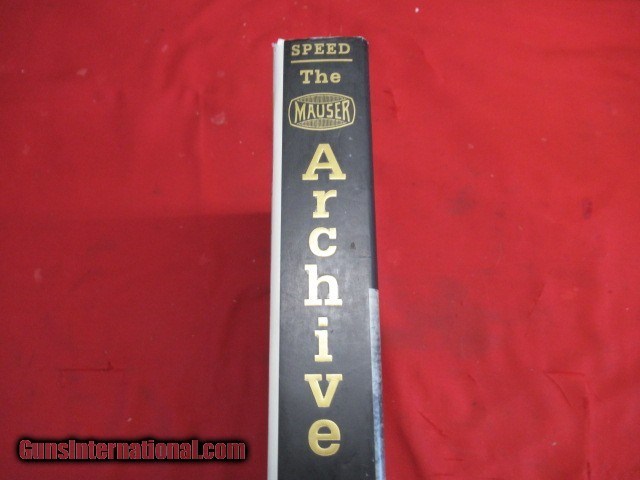 SPEED
The
MAUSER
Archive
GunsInternational.com